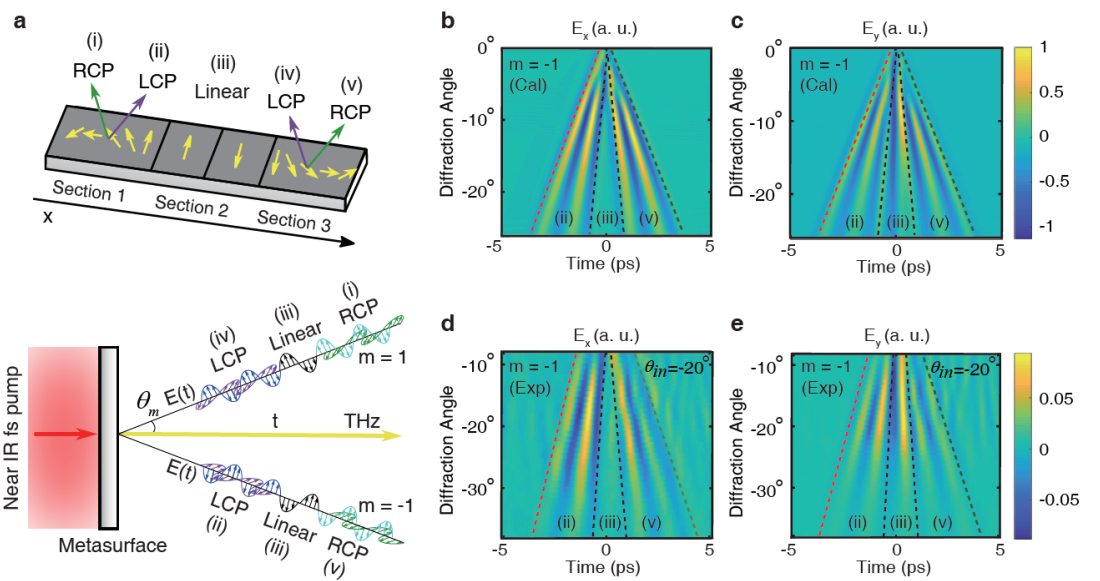 a
(i)
RCP
(ii)
LCP
(iii)
Linear
(iv)
LCP
(v)
RCP
Section 1
Section 2
Section 3
x
Near IR fs pump
Metasurface
θm
E(t)
(iv)
LCP
(iii)
Linear
(i)
RCP
m = 1
t
THz
E(t)
LCP
(ii)
Linear
(iii)
RCP
(v)
m = -1
b
Ex (a. u.)
0°
-10°
-20°
Diffraction Angle
m = -1
(Cal)
(ii)
(iii)
(v)
-5
0
5
Time (ps)
c
Ey (a. u.)
0°
-10°
-20°
Diffraction Angle
m = -1
(Cal)
(ii)
(iii)
(v)
-5
0
5
Time (ps)
1
0.5
0
-0.5
-1
d
Ex (a. u.)
-10°
-20°
-30°
Diffraction Angle
m = -1
(Exp)
θin=-20°
(ii)
(iii)
(v)
-5
0
5
Time (ps)
e
Ey (a. u.)
-10°
-20°
-30°
Diffraction Angle
m = -1
(Exp)
θin=-20°
(ii)
(iii)
(v)
-5
0
5
Time (ps)
0.05
0
-0.05